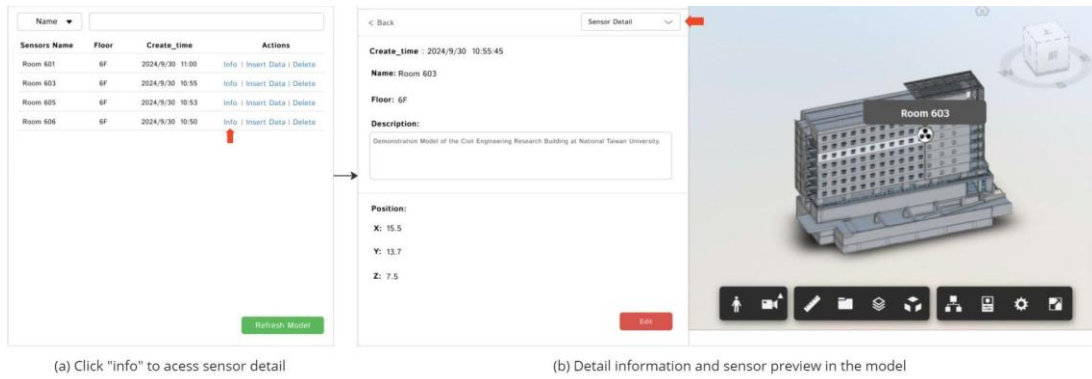 Name
Sensors Name Floor Create_time Actions
Room 601 6F 2024/9/30 11:00 Info | Insert Data | Delete
Room 603 6F 2024/9/30 10:55 Info | Insert Data | Delete
Room 605 6F 2024/9/30 10:53 Info | Insert Data | Delete
Room 606 6F 2024/9/30 10:50 Info | Insert Data | Delete
Refresh Model
(a) Click "info" to acess sensor detail
< Back Sensor Detail
Create_time : 2024/9/30 10:55:45
Name: Room 603
Floor: 6F
Description:
Demonstration Model of the Civil Engineering Research Building at National Taiwan University.
Position:
X: 15.5
Y: 13.7
Z: 7.5
Edit
Room 603
(b) Detail information and sensor preview in the model